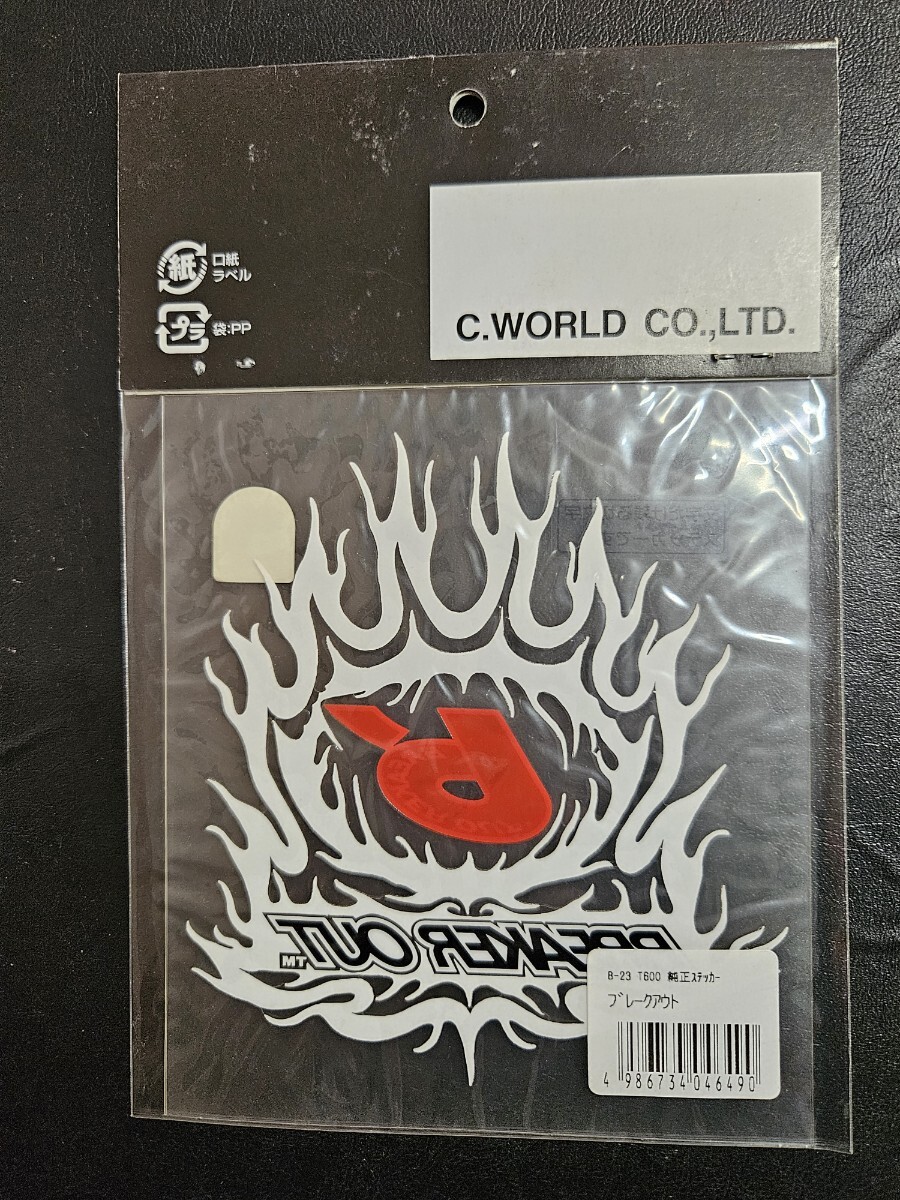 紙
口紙
ラベル
プラ
袋:PP
C.WORLD CO.,LTD.
R
BREAKER OUT
TM
B-23 T600 純正ステッカー
ブレークアウト
4 986734 046490